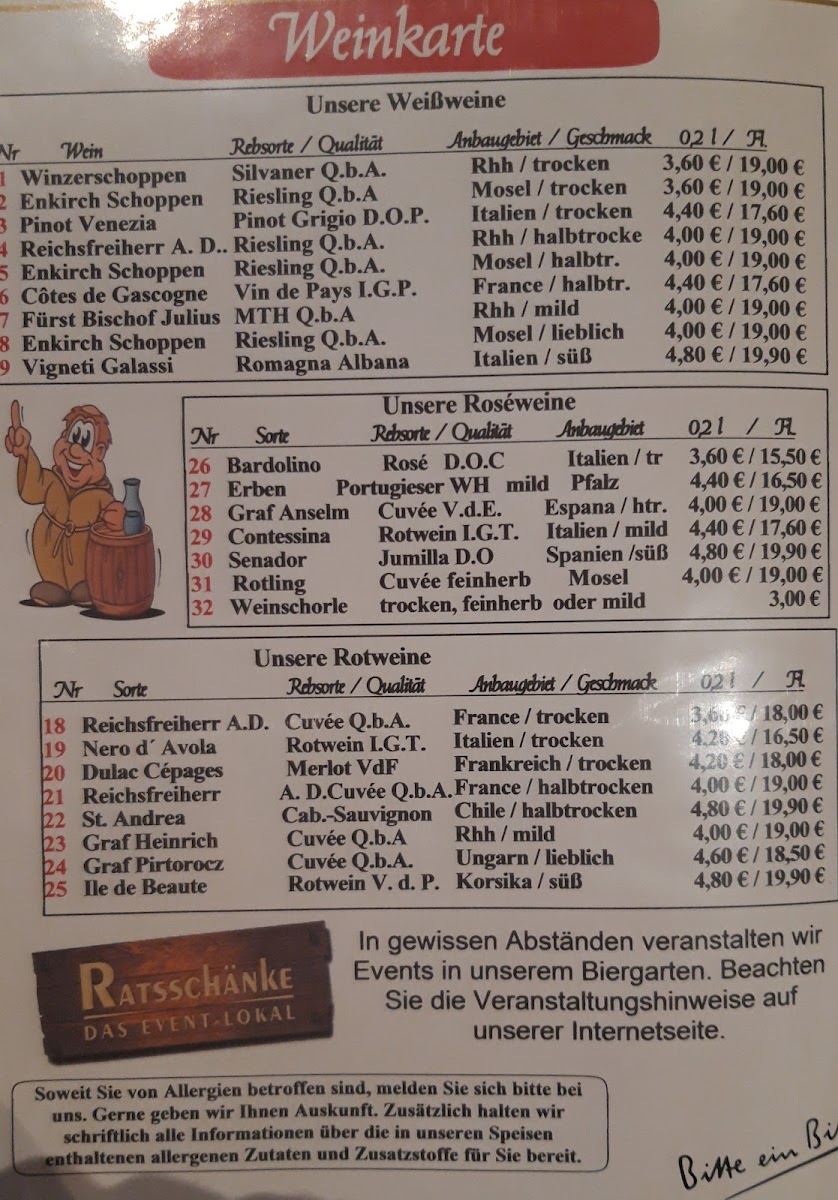 Weinkarte
Unsere Weißweine
Nr Wein Rebsorte / Qualität Anbaugebiet / Geschmack 0,2 l / Fl.
1 Winzerschoppen Silvaner Q.b.A. Rhh / trocken 3,60 € / 19,00 €
2 Enkirch Schoppen Riesling Q.b.A Mosel / trocken 3,60 € / 19,00 €
3 Pinot Venezia Pinot Grigio D.O.P. Italien / trocken 4,40 € / 17,60 €
4 Reichsfreiherr A. D.. Riesling Q.b.A. Rhh / halbtrocke 4,00 € / 19,00 €
5 Enkirch Schoppen Riesling Q.b.A. Mosel / halbtr. 4,00 € / 19,00 €
6 Côtes de Gascogne Vin de Pays I.G.P. France / halbtr. 4,40 € / 17,60 €
7 Fürst Bischof Julius MTH Q.b.A Rhh / mild 4,00 € / 19,00 €
8 Enkirch Schoppen Riesling Q.b.A. Mosel / lieblich 4,00 € / 19,00 €
9 Vigneti Galassi Romagna Albana Italien / süß 4,80 € / 19,90 €
Unsere Roséweine
Nr Sorte Rebsorte / Qualität Anbaugebiet 0,2 l / Fl.
26 Bardolino Rosé D.O.C Italien / tr 3,60 € / 15,50 €
27 Erben Portugieser WH mild Pfalz 4,40 € / 16,50 €
28 Graf Anselm Cuvée V.d.E. Espana / htr. 4,00 € / 19,00 €
29 Contessina Rotwein I.G.T. Italien / mild 4,40 € / 17,60 €
30 Senador Jumilla D.O Spanien /süß 4,80 € / 19,90 €
31 Rotling Cuvée feinherb Mosel 4,00 € / 19,00 €
32 Weinschorle trocken, feinherb oder mild 3,00 €
Unsere Rotweine
Nr Sorte Rebsorte / Qualität Anbaugebiet / Geschmack 0,2 l / Fl.
18 Reichsfreiherr A.D. Cuvée Q.b.A. France / trocken 3,60 € / 18,00 €
19 Nero d´ Avola Rotwein I.G.T. Italien / trocken 4,20 € / 16,50 €
20 Dulac Cépages Merlot VdF Frankreich / trocken 4,20 € / 18,00 €
21 Reichsfreiherr A. D.Cuvée Q.b.A. France / halbtrocken 4,00 € / 19,00 €
22 St. Andrea Cab.-Sauvignon Chile / halbtrocken 4,80 € / 19,90 €
23 Graf Heinrich Cuvée Q.b.A Rhh / mild 4,00 € / 19,00 €
24 Graf Pirtorocz Cuvée Q.b.A. Ungarn / lieblich 4,60 € / 18,50 €
25 Ile de Beaute Rotwein V. d. P. Korsika / süß 4,80 € / 19,90 €
RATSSCHÄNKE
DAS EVENT-LOKAL
In gewissen Abständen veranstalten wir
Events in unserem Biergarten. Beachten
Sie die Veranstaltungshinweise auf
unserer Internetseite.
Soweit Sie von Allergien betroffen sind, melden Sie sich bitte bei
uns. Gerne geben wir Ihnen Auskunft. Zusätzlich halten wir
schriftlich alle Informationen über die in unseren Speisen
enthaltenen allergenen Zutaten und Zusatzstoffe für Sie bereit.
Bitte ein Bi